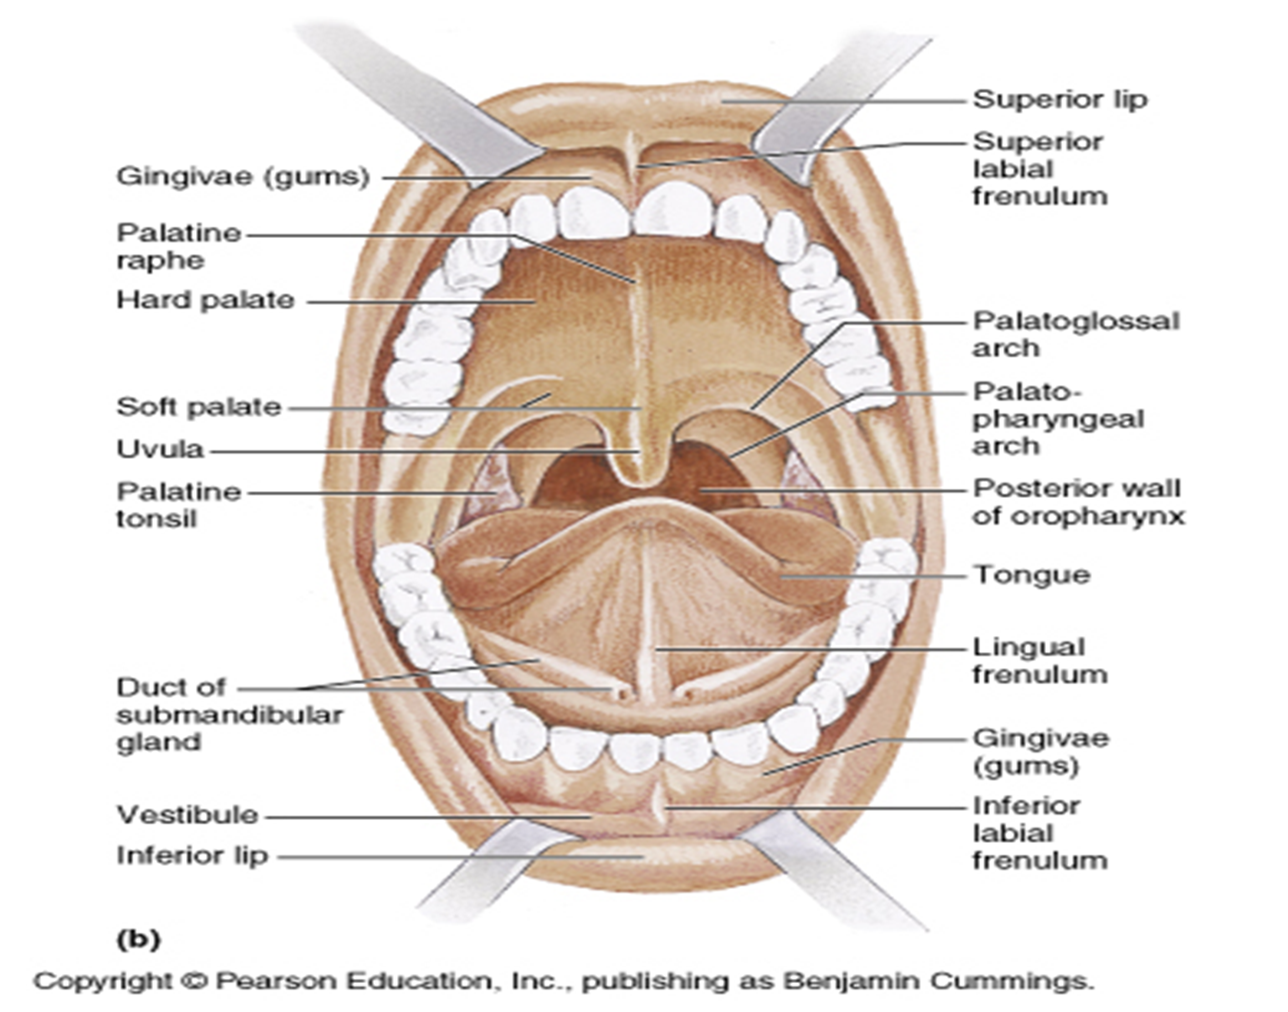 Superior lip
Superior
labial
frenulum
Gingivae (gums)
Palatine
raphe
Hard palate
Palatoglossal
arch
Soft palate
Palato-
pharyngeal
arch
Uvula
Palatine
tonsil
Posterior wall
of oropharynx
Tongue
Lingual
frenulum
Duct of
submandibular
gland
Gingivae
(gums)
Vestibule
Inferior
labial
frenulum
Inferior lip
(b)
Copyright © Pearson Education, Inc., publishing as Benjamin Cummings.